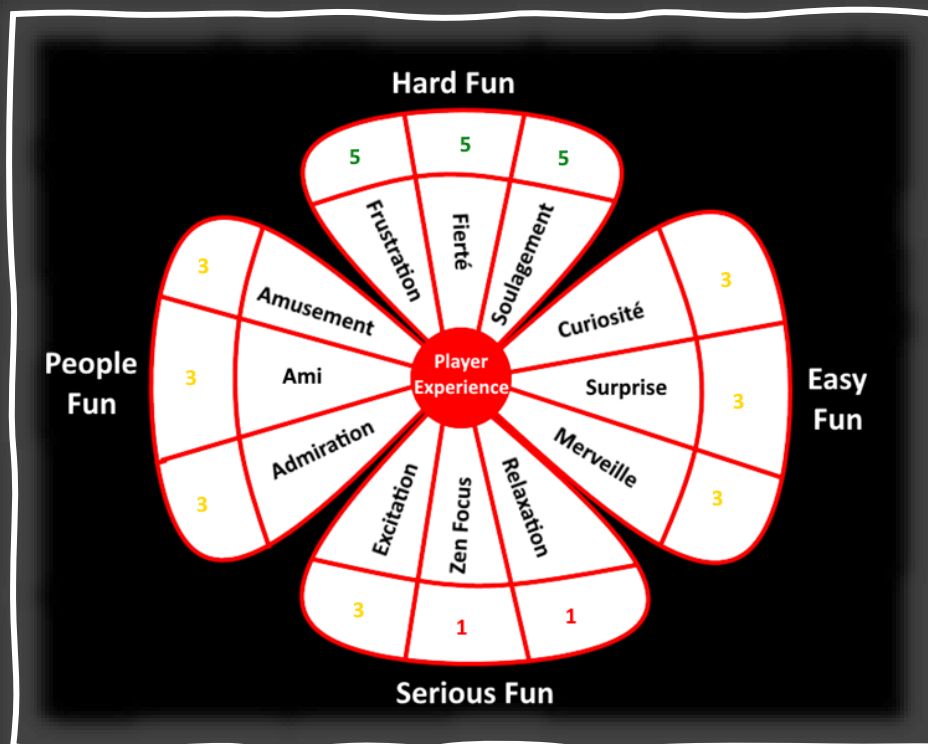 Hard Fun
5
5
5
Frustration
Fierté
Soulagement
People
Fun
3
3
3
Amusement
Ami
Admiration
Player
Experience
Curiosité
Surprise
Merveille
3
3
3
Easy
Fun
Excitation
Zen Focus
Relaxation
3
1
1
Serious Fun